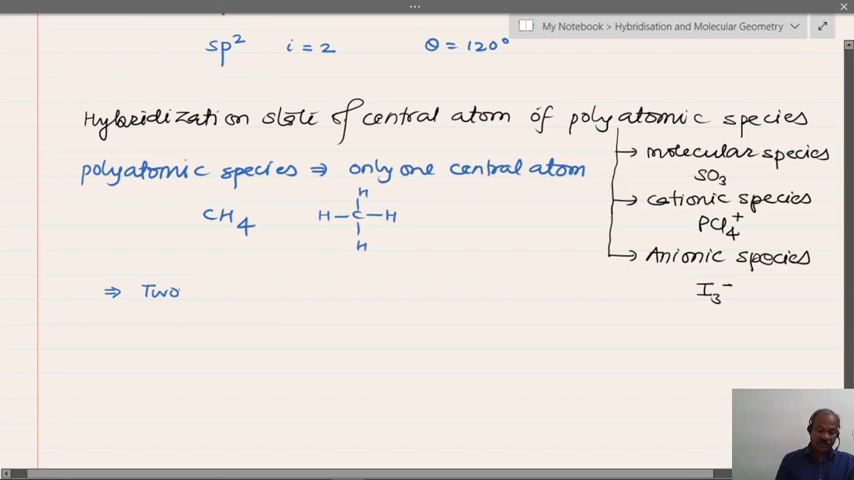 My Notebook > Hybridisation and Molecular Geometry
sp² i = 2 θ = 120°
Hybridization state of central atom of polyatomic species
→ molecular species
SO₃
→ cationic species
PCl₄⁺
→ Anionic species
I₃⁻
polyatomic species ⇒ only one central atom
CH₄
H
H–C–H
H
⇒ Two